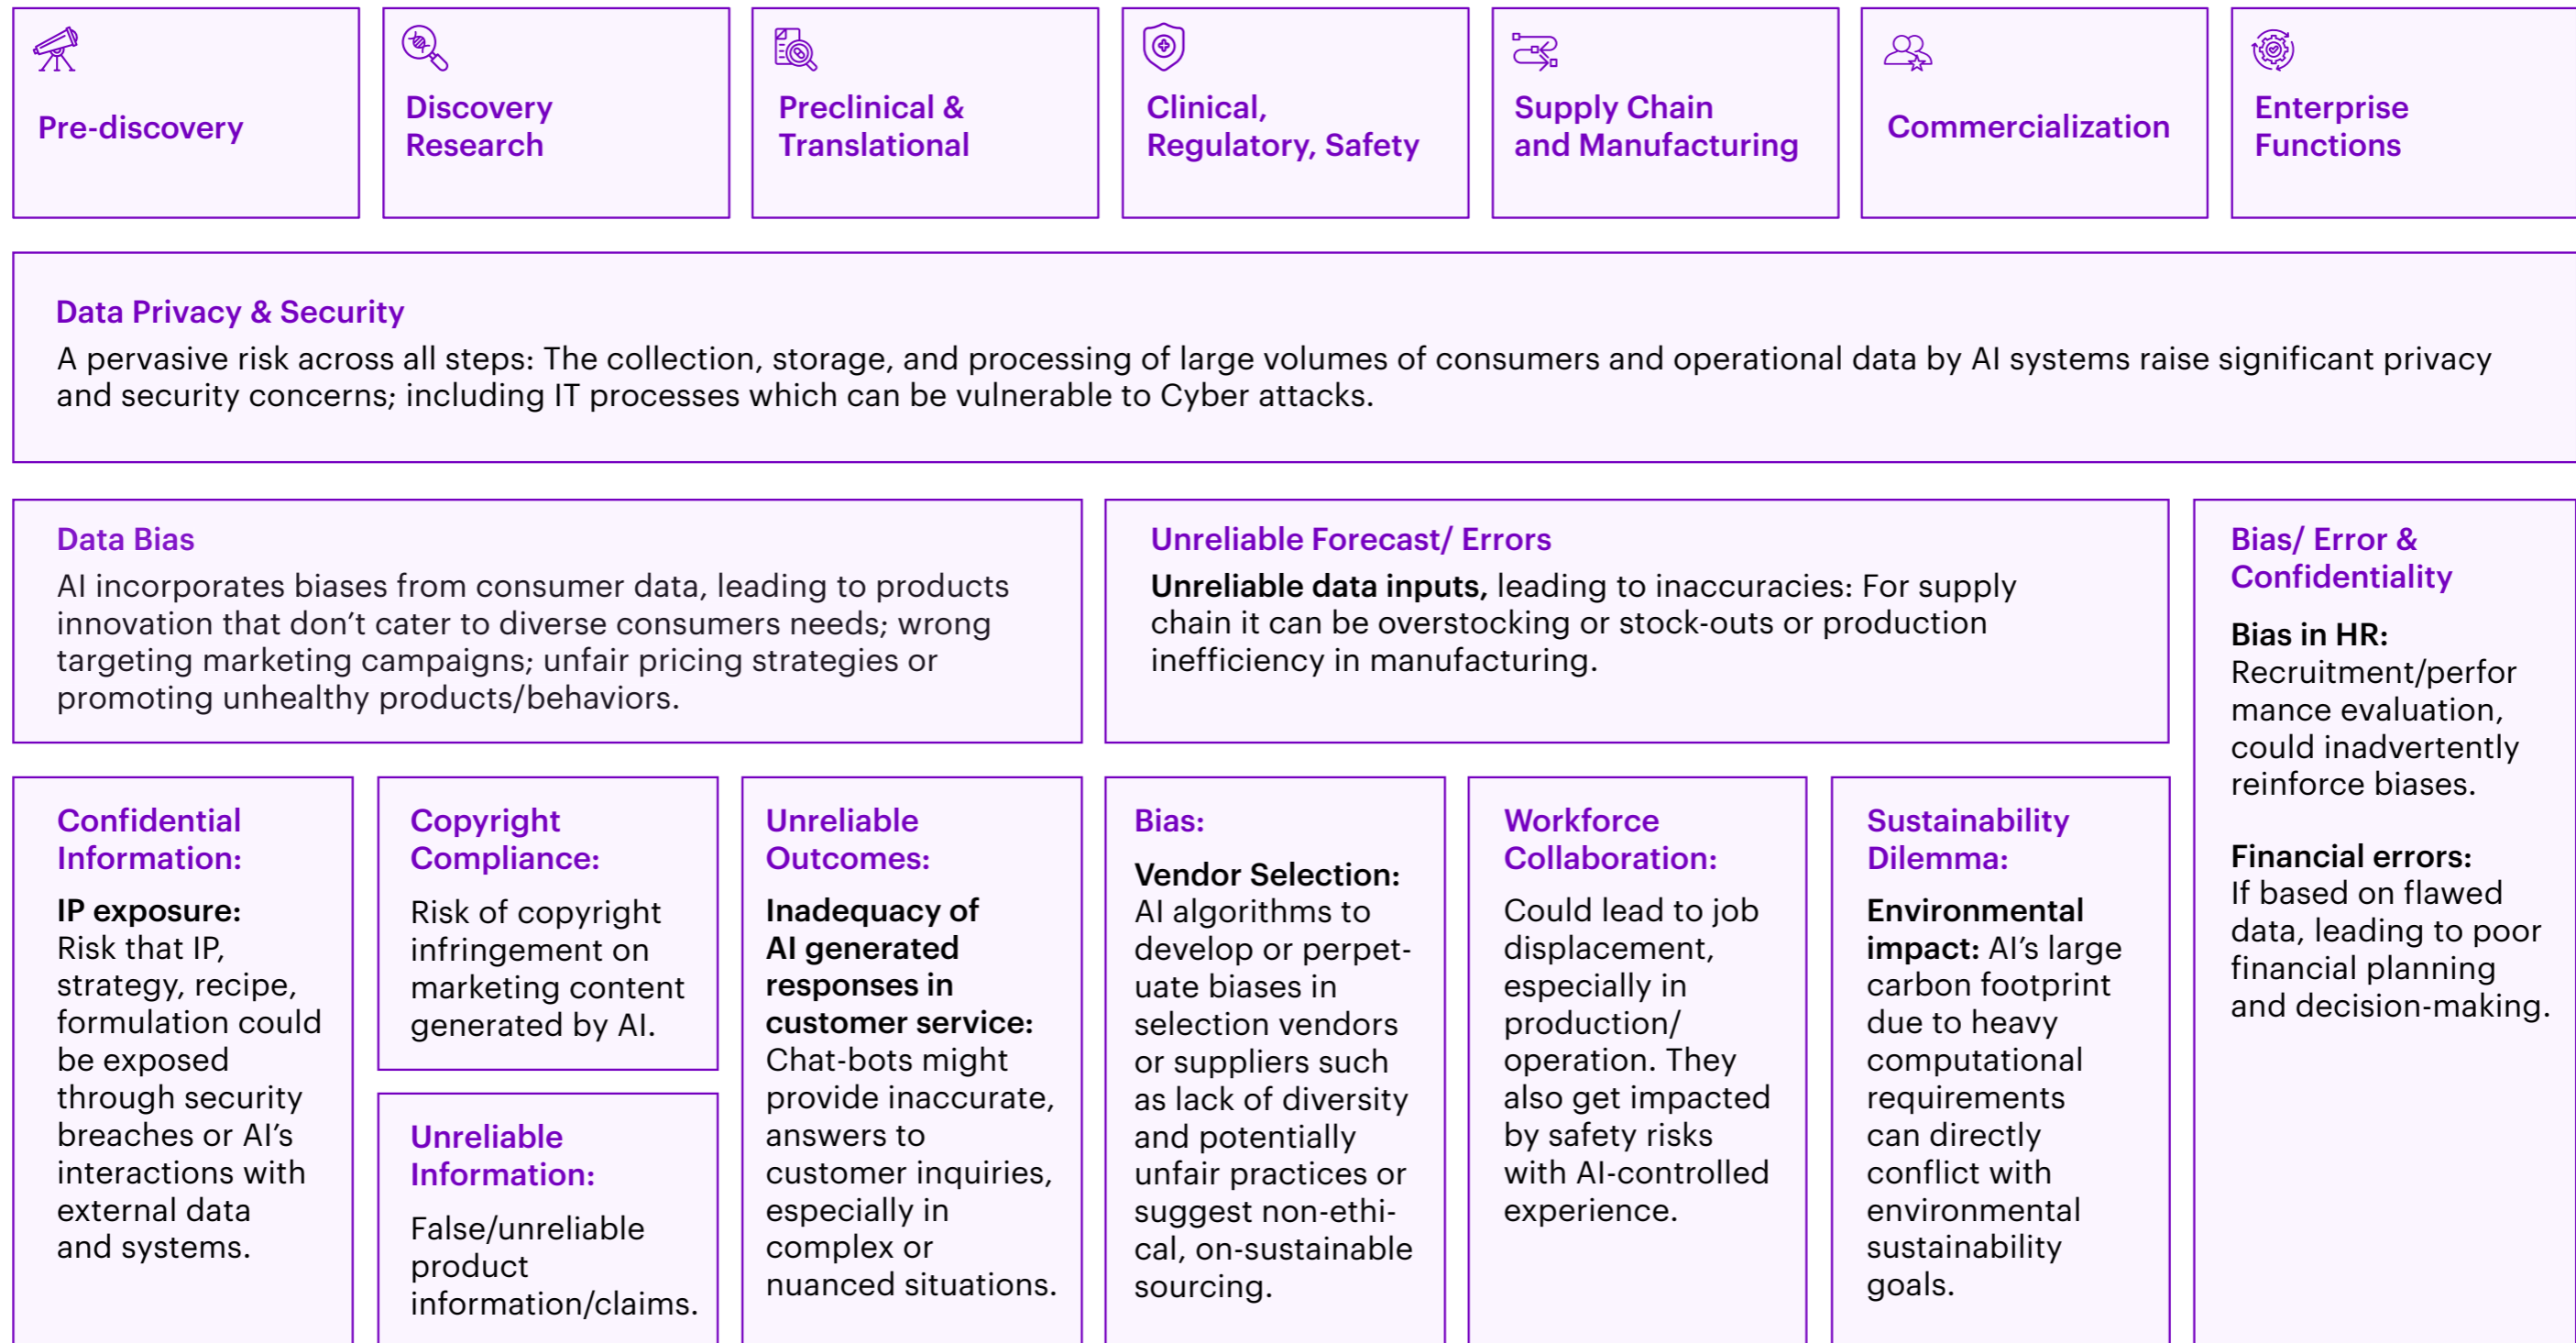 Pre-discovery
Discovery
Research
Preclinical &
Translational
Clinical,
Regulatory, Safety
Supply Chain
and Manufacturing
Commercialization
Enterprise
Functions
Data Privacy & Security
A pervasive risk across all steps: The collection, storage, and processing of large volumes of consumers and operational data by AI systems raise significant privacy
and security concerns; including IT processes which can be vulnerable to Cyber attacks.
Data Bias
AI incorporates biases from consumer data, leading to products
innovation that don’t cater to diverse consumers needs; wrong
targeting marketing campaigns; unfair pricing strategies or
promoting unhealthy products/behaviors.
Unreliable Forecast/ Errors
Unreliable data inputs, leading to inaccuracies: For supply
chain it can be overstocking or stock-outs or production
inefficiency in manufacturing.
Bias/ Error &
Confidentiality
Bias in HR:
Recruitment/perfor
mance evaluation,
could inadvertently
reinforce biases.
Financial errors:
If based on flawed
data, leading to poor
financial planning
and decision-making.
Confidential
Information:
IP exposure:
Risk that IP,
strategy, recipe,
formulation could
be exposed
through security
breaches or AI’s
interactions with
external data
and systems.
Copyright
Compliance:
Risk of copyright
infringement on
marketing content
generated by AI.
Unreliable
Information:
False/unreliable
product
information/claims.
Unreliable
Outcomes:
Inadequacy of
AI generated
responses in
customer service:
Chat-bots might
provide inaccurate,
answers to
customer inquiries,
especially in
complex or
nuanced situations.
Bias:
Vendor Selection:
AI algorithms to
develop or perpet-
uate biases in
selection vendors
or suppliers such
as lack of diversity
and potentially
unfair practices or
suggest non-ethi-
cal, on-sustainable
sourcing.
Workforce
Collaboration:
Could lead to job
displacement,
especially in
production/
operation. They
also get impacted
by safety risks
with AI-controlled
experience.
Sustainability
Dilemma:
Environmental
impact: AI’s large
carbon footprint
due to heavy
computational
requirements
can directly
conflict with
environmental
sustainability
goals.